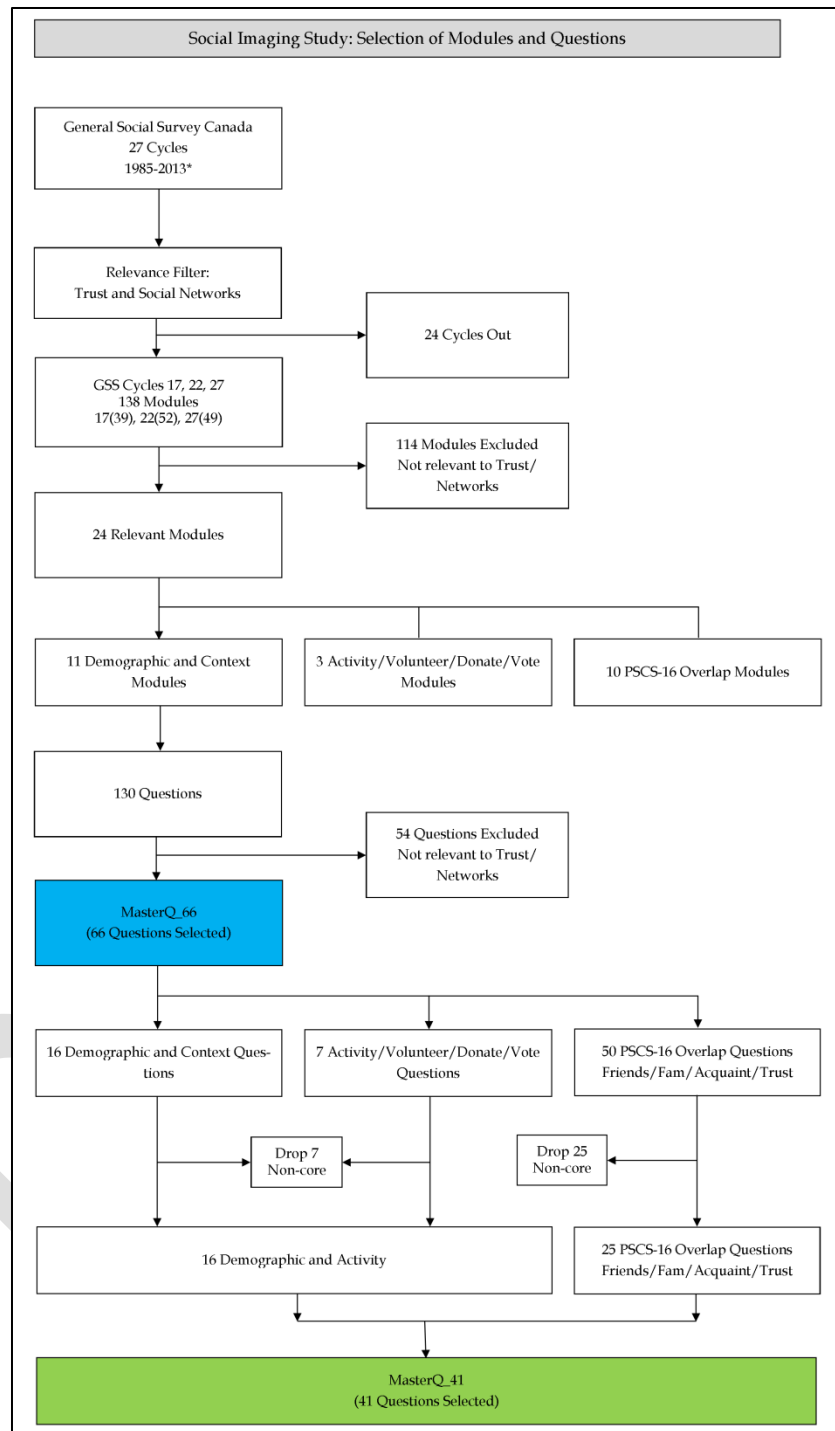 Social Imaging Study: Selection of Modules and Questions
General Social Survey Canada
27 Cycles
1985-2013*
Relevance Filter:
Trust and Social Networks
24 Cycles Out
GSS Cycles 17, 22, 27
138 Modules
17(39), 22(52), 27(49)
114 Modules Excluded
Not relevant to Trust/
Networks
24 Relevant Modules
11 Demographic and Context
Modules
3 Activity/Volunteer/Donate/Vote
Modules
10 PSCS-16 Overlap Modules
130 Questions
54 Questions Excluded
Not relevant to Trust/
Networks
MasterQ_66
(66 Questions Selected)
16 Demographic and Context Ques-
tions
7 Activity/Volunteer/Donate/Vote
Questions
50 PSCS-16 Overlap Questions
Friends/Fam/Acquaint/Trust
Drop 7
Non-core
Drop 25
Non-core
16 Demographic and Activity
25 PSCS-16 Overlap Questions
Friends/Fam/Acquaint/Trust
MasterQ_41
(41 Questions Selected)